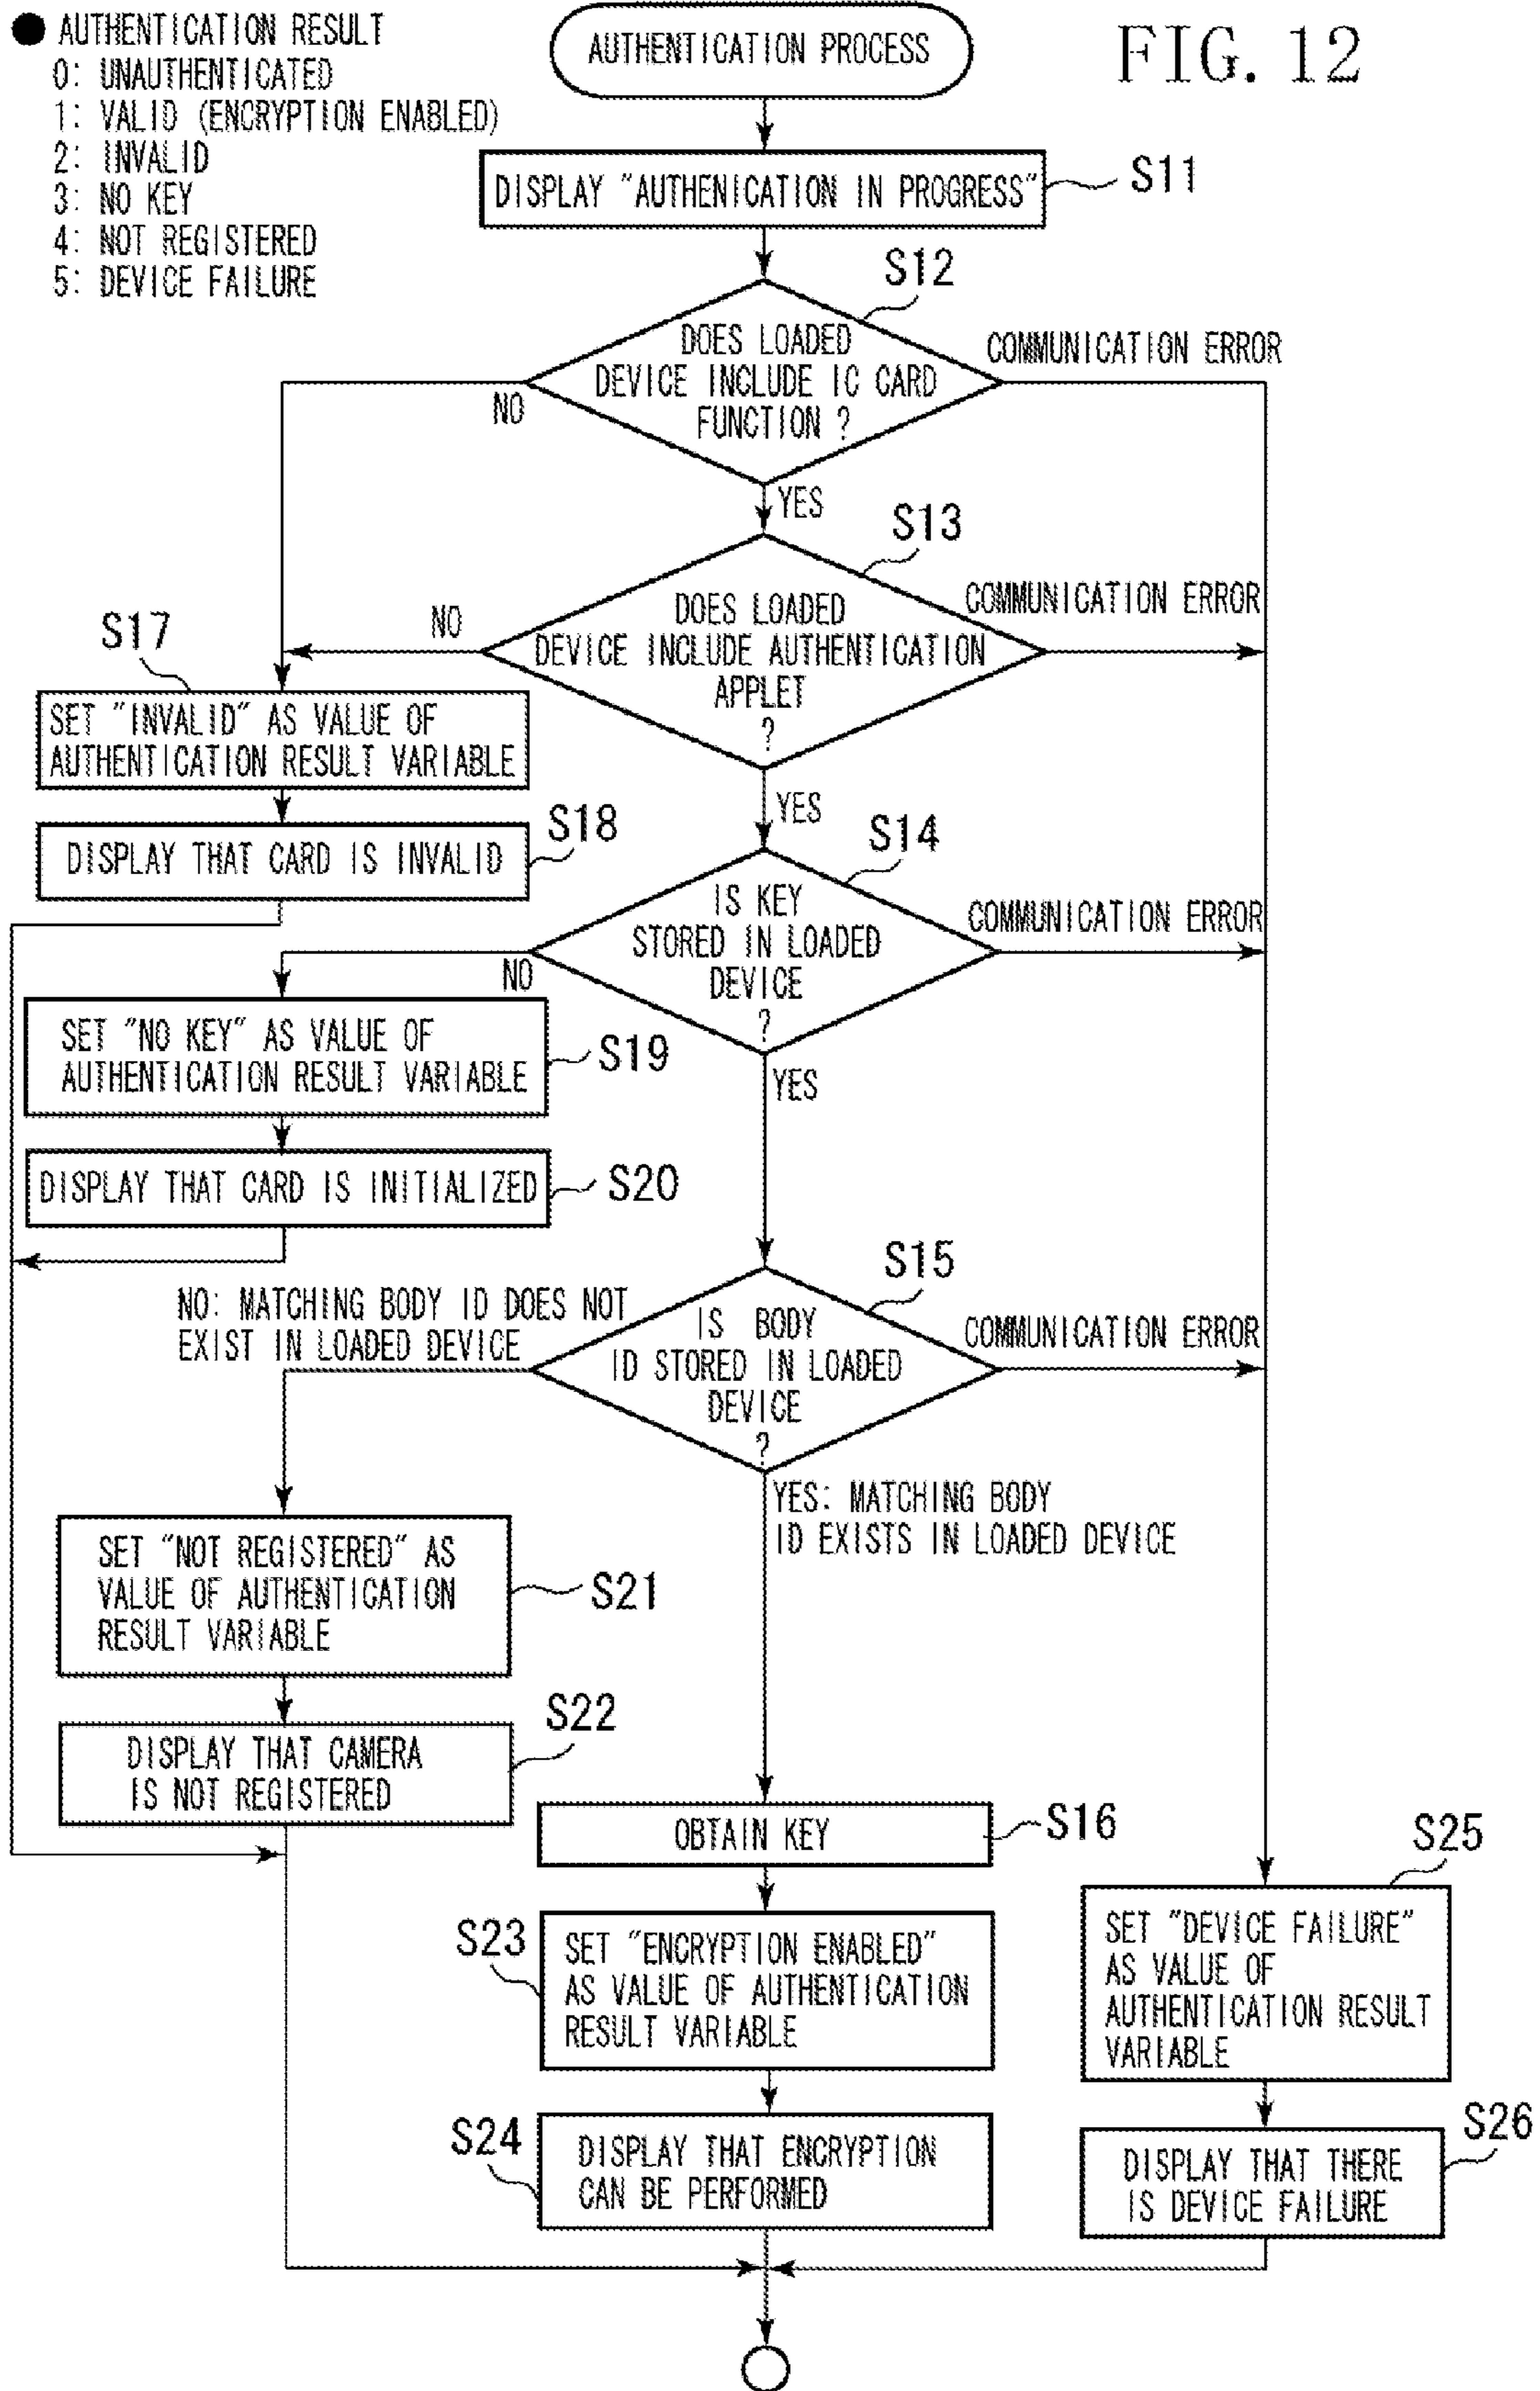 ● AUTHENTICATION RESULT
0: UNAUTHENTICATED
1: VALID (ENCRYPTION ENABLED)
2: INVALID
3: NO KEY
4: NOT REGISTERED
5: DEVICE FAILURE
AUTHENTICATION PROCESS
FIG. 12
DISPLAY "AUTHENICATION IN PROGRESS"
S11
S12
DOES LOADED
DEVICE INCLUDE IC CARD
FUNCTION ?
COMMUNICATION ERROR
NO
YES
S13
DOES LOADED
DEVICE INCLUDE AUTHENTICATION
APPLET
?
COMMUNICATION ERROR
NO
YES
S17
SET "INVALID" AS VALUE OF
AUTHENTICATION RESULT VARIABLE
S18
DISPLAY THAT CARD IS INVALID
S14
IS KEY
STORED IN LOADED
DEVICE
?
COMMUNICATION ERROR
NO
YES
SET "NO KEY" AS VALUE OF
AUTHENTICATION RESULT VARIABLE
S19
DISPLAY THAT CARD IS INITIALIZED
S20
S15
IS BODY
ID STORED IN LOADED
DEVICE
?
COMMUNICATION ERROR
NO: MATCHING BODY ID DOES NOT
EXIST IN LOADED DEVICE
YES: MATCHING BODY
ID EXISTS IN LOADED DEVICE
SET "NOT REGISTERED" AS
VALUE OF AUTHENTICATION
RESULT VARIABLE
S21
S22
DISPLAY THAT CAMERA
IS NOT REGISTERED
OBTAIN KEY
S16
S23
SET "ENCRYPTION ENABLED"
AS VALUE OF AUTHENTICATION
RESULT VARIABLE
S24
DISPLAY THAT ENCRYPTION
CAN BE PERFORMED
S25
SET "DEVICE FAILURE"
AS VALUE OF
AUTHENTICATION RESULT
VARIABLE
S26
DISPLAY THAT THERE
IS DEVICE FAILURE